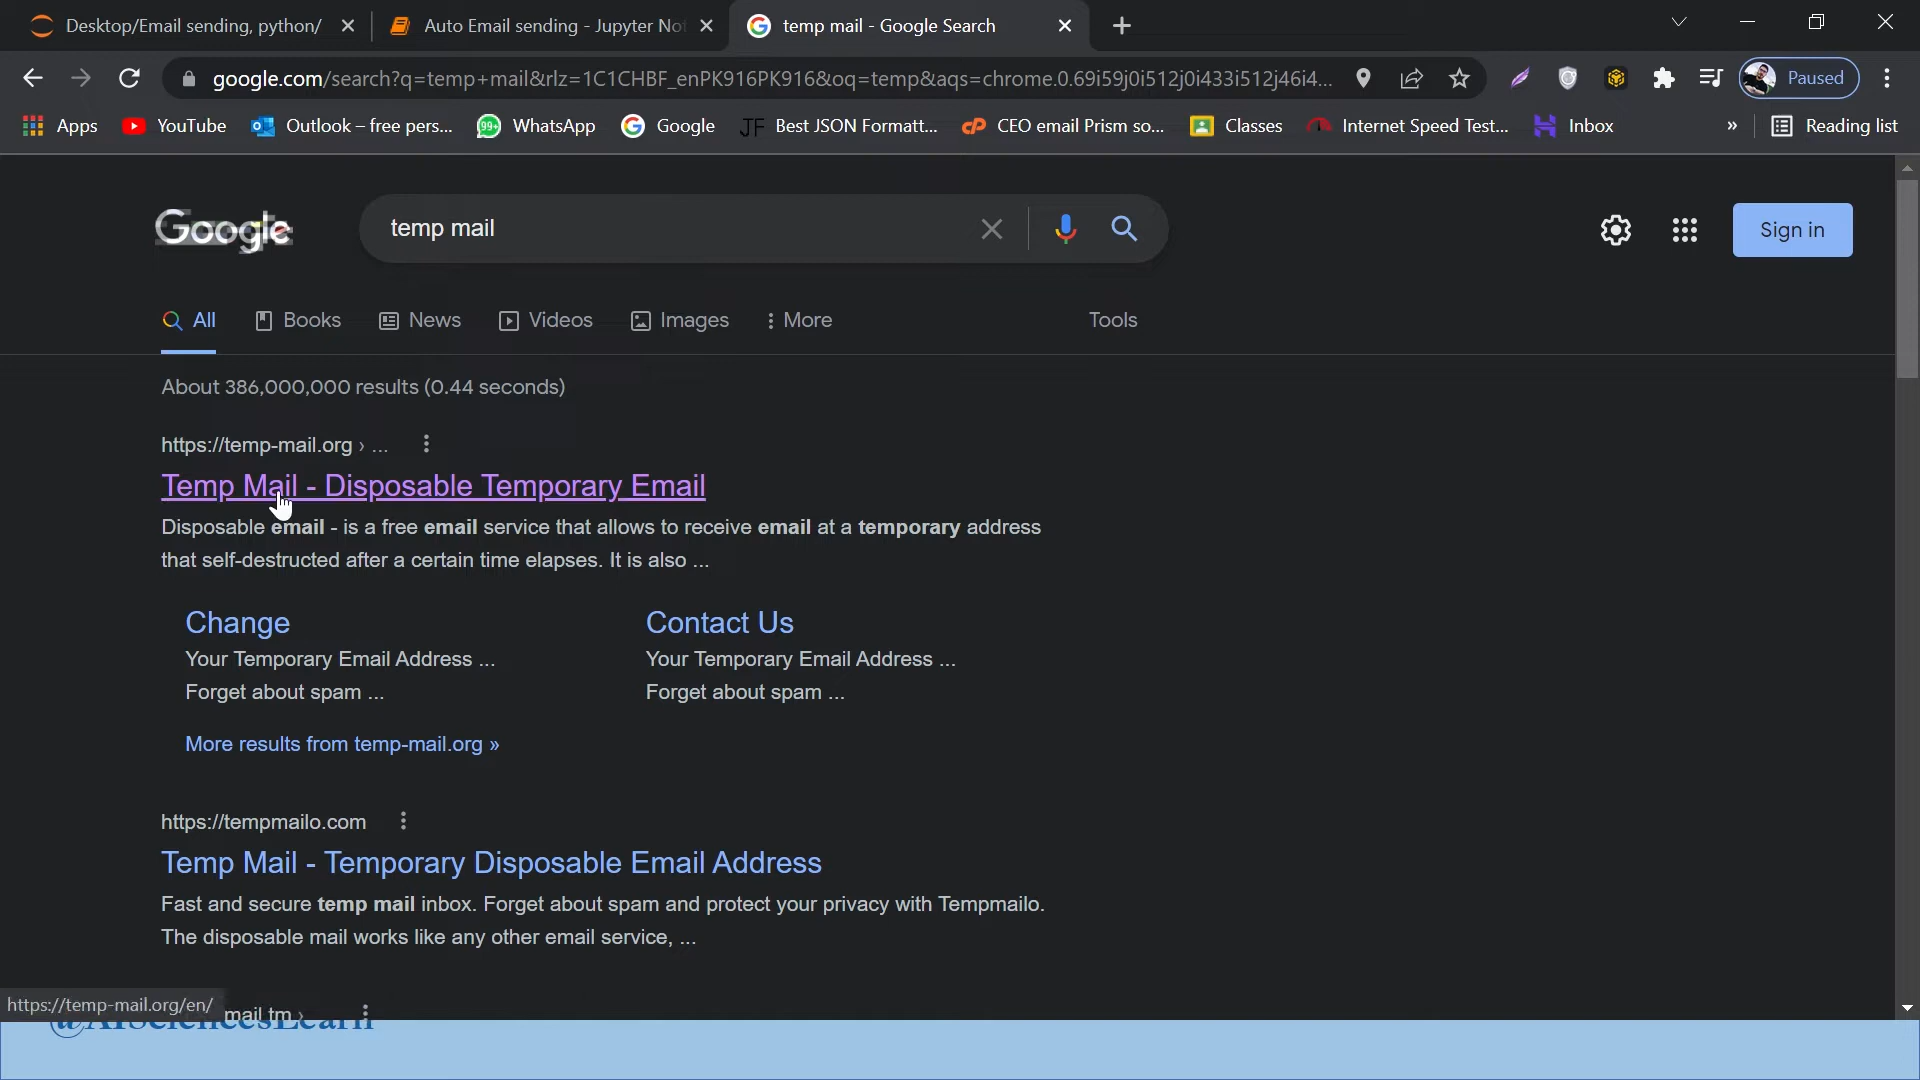 Desktop/Email sending, python/
Auto Email sending - Jupyter Not
temp mail - Google Search
google.com/search?q=temp+mail&rlz=1C1CHBF_enPK916PK916&oq=temp&aqs=chrome.0.69i59j0i512j0i433i512j46i4...
Paused
Apps
YouTube
Outlook – free pers...
99+
WhatsApp
Google
JF
Best JSON Formatt...
cP
CEO email Prism so...
Classes
Internet Speed Test...
Inbox
»
Reading list
Google
temp mail
Sign in
All
Books
News
Videos
Images
More
Tools
About 386,000,000 results (0.44 seconds)
https://temp-mail.org › ...
Temp Mail - Disposable Temporary Email
Disposable email - is a free email service that allows to receive email at a temporary address
that self-destructed after a certain time elapses. It is also ...
Change
Your Temporary Email Address ...
Forget about spam ...
Contact Us
Your Temporary Email Address ...
Forget about spam ...
More results from temp-mail.org »
https://tempmailo.com
Temp Mail - Temporary Disposable Email Address
Fast and secure temp mail inbox. Forget about spam and protect your privacy with Tempmailo.
The disposable mail works like any other email service, ...
https://temp-mail.org/en/
mail.tm ›
@AISciencesLearn